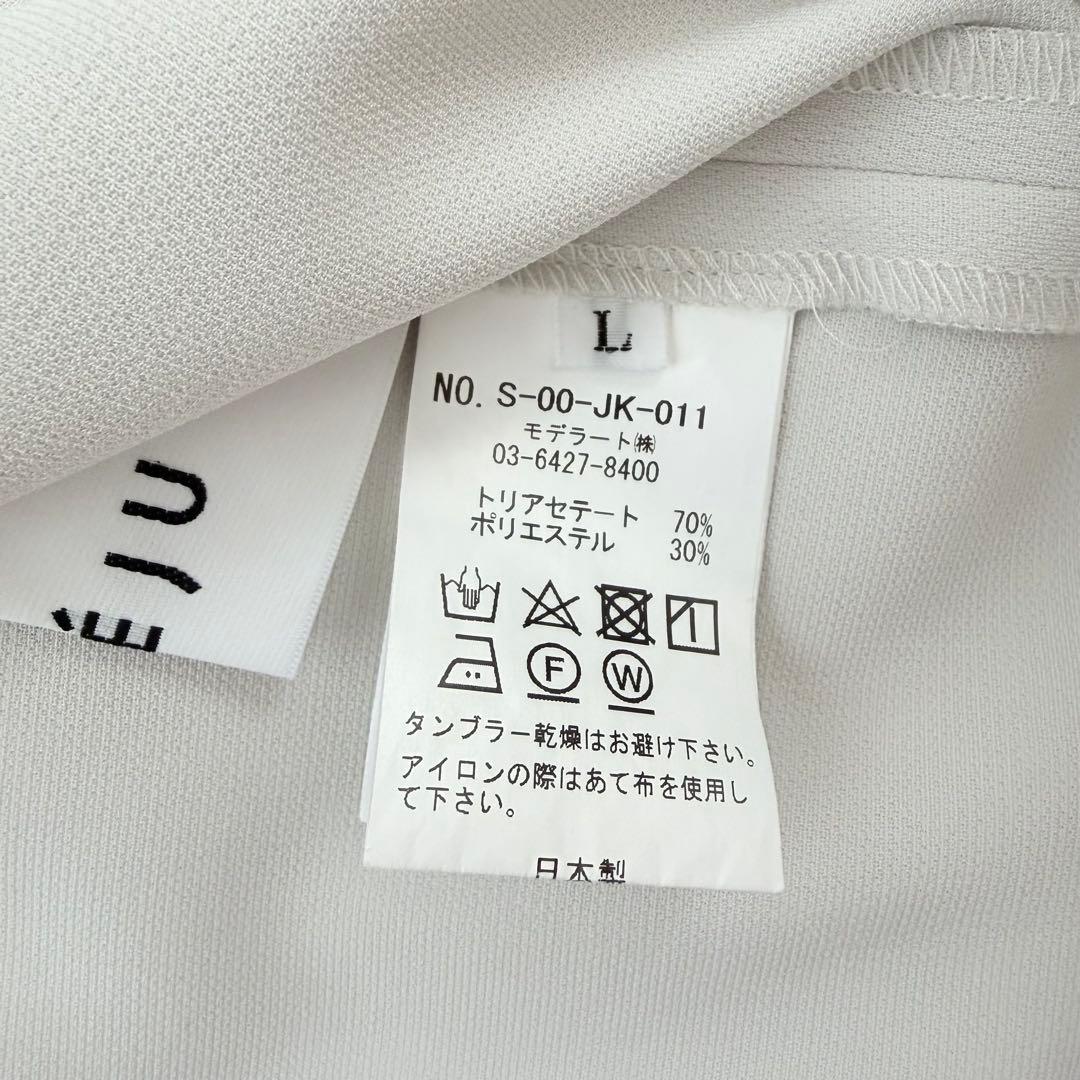 L
NO. S-00-JK-011
モデラート㈱
03-6427-8400
トリアセテート 70%
ポリエステル 30%
F W
タンブラー乾燥はお避け下さい。
アイロンの際はあて布を使用し
て下さい。
日本製